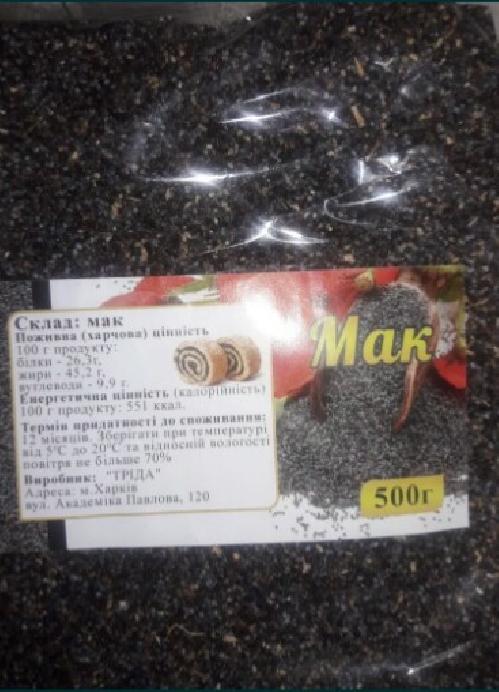 Склад: мак
Поживна (харчова) цінність
100 г продукту:
білки - 26,3г,
жири - 45,2 г,
вуглеводи - 9,9 г.
Енергетична цінність (калорійність)
100 г продукту: 551 ккал.
Термін придатності до споживання:
12 місяців. Зберігати при температурі
від 5°С до 20°С та відносній вологості
повітря не більше 70%
Виробник: "ТРІДА"
Адреса: м.Харків
вул. Академіка Павлова, 120
Мак
500г